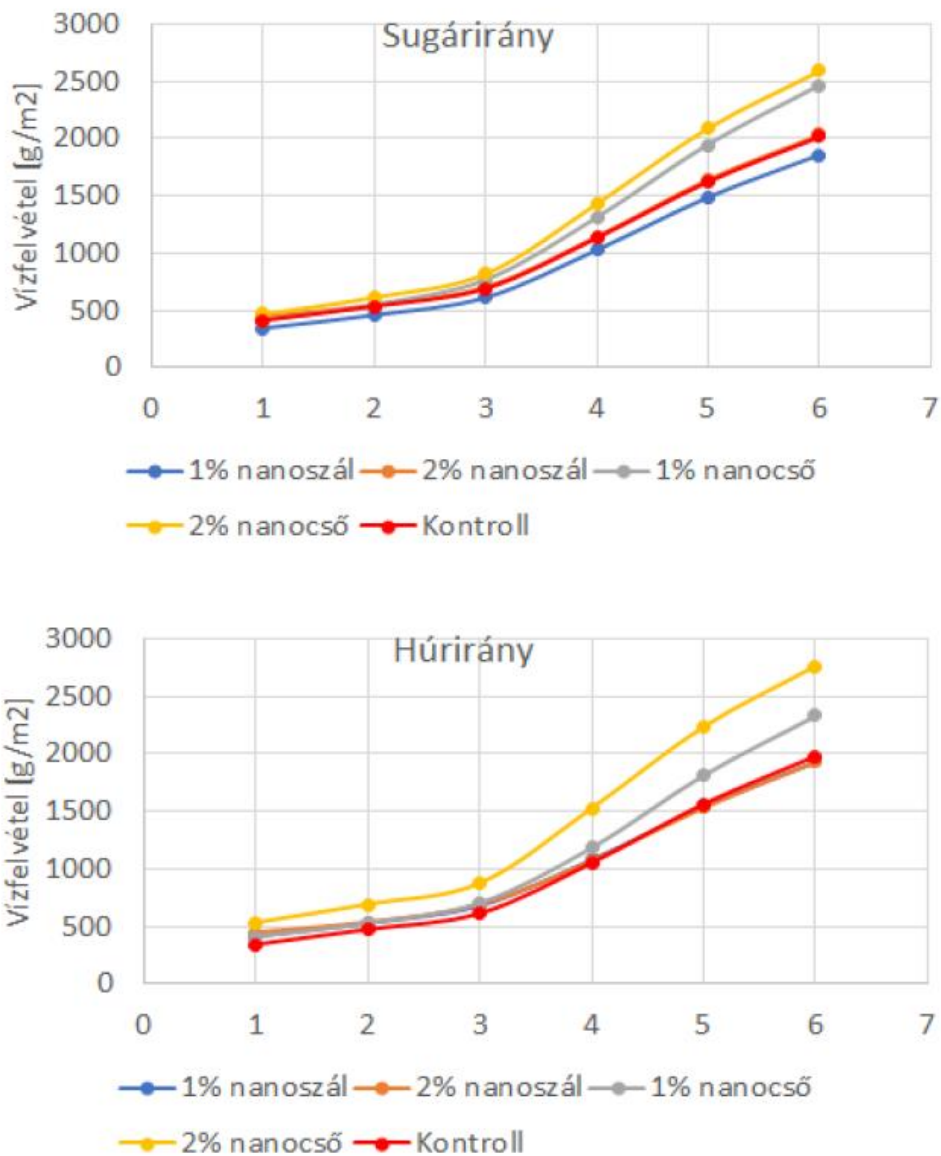 Sugárirány
Vízfelvétel [g/m2]
3000
2500
2000
1500
1000
500
0
0 1 2 3 4 5 6 7
1% nanoszál 2% nanoszál 1% nanocső
2% nanocső Kontroll
Húrirány
Vízfelvétel [g/m2]
3000
2500
2000
1500
1000
500
0
0 1 2 3 4 5 6 7
1% nanoszál 2% nanoszál 1% nanocső
2% nanocső Kontroll